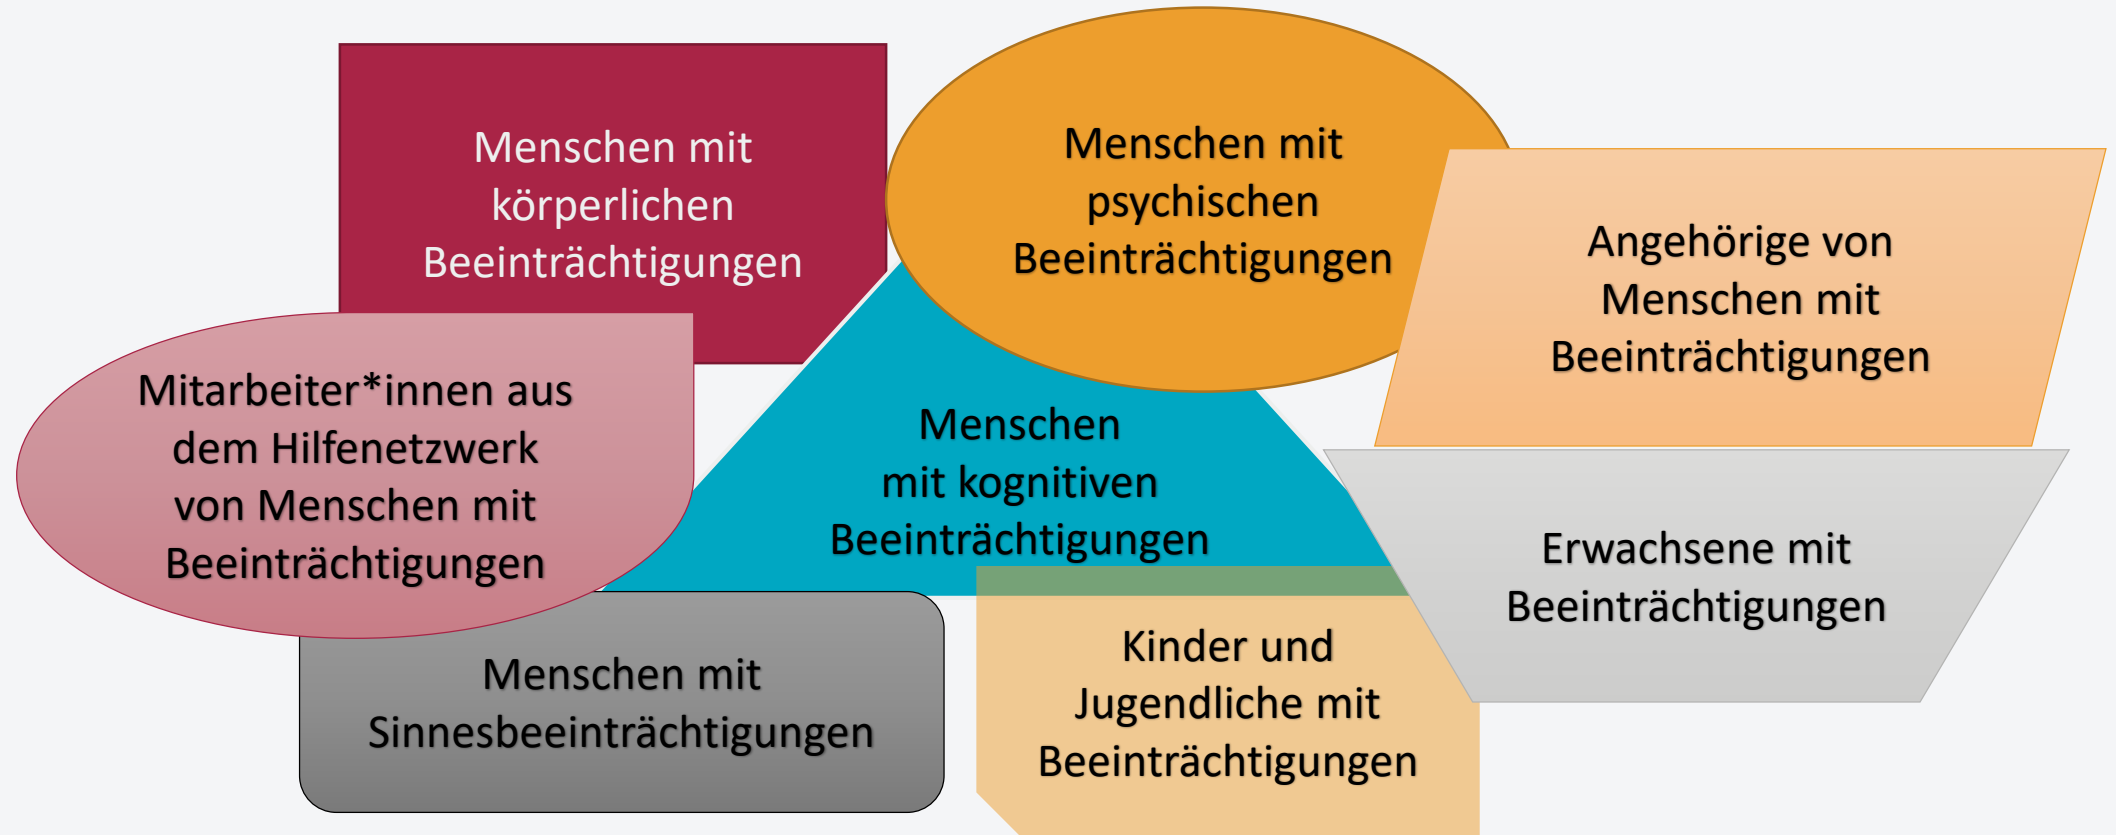 Menschen mit
körperlichen
Beeinträchtigungen
Menschen mit
psychischen
Beeinträchtigungen
Angehörige von
Menschen mit
Beeinträchtigungen
Mitarbeiter*innen aus
dem Hilfenetzwerk
von Menschen mit
Beeinträchtigungen
Menschen
mit kognitiven
Beeinträchtigungen
Erwachsene mit
Beeinträchtigungen
Menschen mit
Sinnesbeeinträchtigungen
Kinder und
Jugendliche mit
Beeinträchtigungen